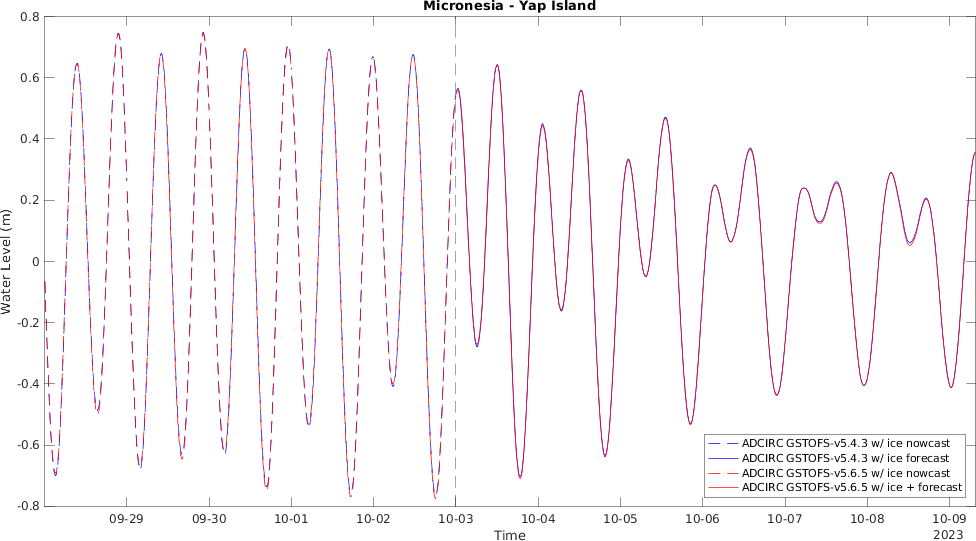 Micronesia - Yap Island
Water Level (m)
0.8
0.6
0.4
0.2
0
-0.2
-0.4
-0.6
-0.8
ADCIRC GSTOFS-v5.4.3 w/ ice nowcast
ADCIRC GSTOFS-v5.4.3 w/ ice forecast
ADCIRC GSTOFS-v5.6.5 w/ ice nowcast
ADCIRC GSTOFS-v5.6.5 w/ ice + forecast
09-29 09-30 10-01 10-02 10-03 10-04 10-05 10-06 10-07 10-08 10-09
2023
Time